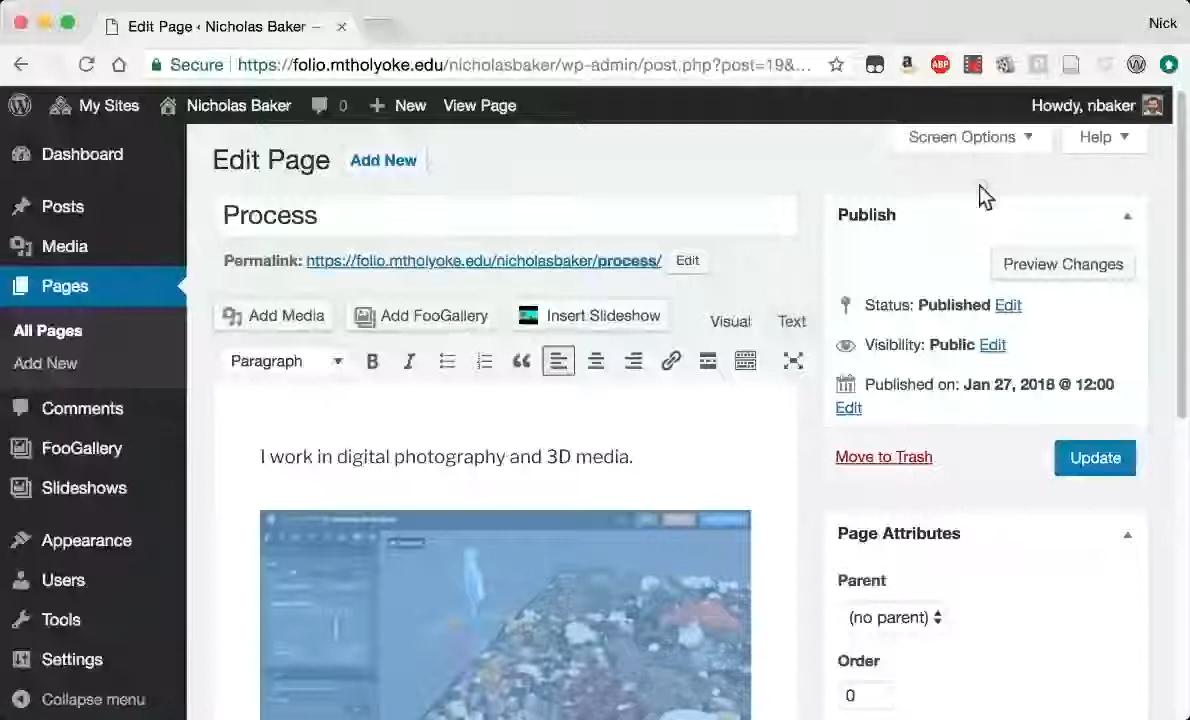 Edit Page ‹ Nicholas Baker —
Nick
Secure https://folio.mtholyoke.edu/nicholasbaker/wp-admin/post.php?post=19&...
ABP
My Sites Nicholas Baker 0 New View Page Howdy, nbaker
Screen Options Help
Dashboard
Posts
Media
Pages
All Pages
Add New
Comments
FooGallery
Slideshows
Appearance
Users
Tools
Settings
Collapse menu
Edit Page Add New
Process
Permalink: https://folio.mtholyoke.edu/nicholasbaker/process/ Edit
Add Media Add FooGallery Insert Slideshow Visual Text
Paragraph B I
I work in digital photography and 3D media.
Publish
Preview Changes
Status: Published Edit
Visibility: Public Edit
Published on: Jan 27, 2018 @ 12:00
Edit
Move to Trash Update
Page Attributes
Parent
(no parent)
Order
0